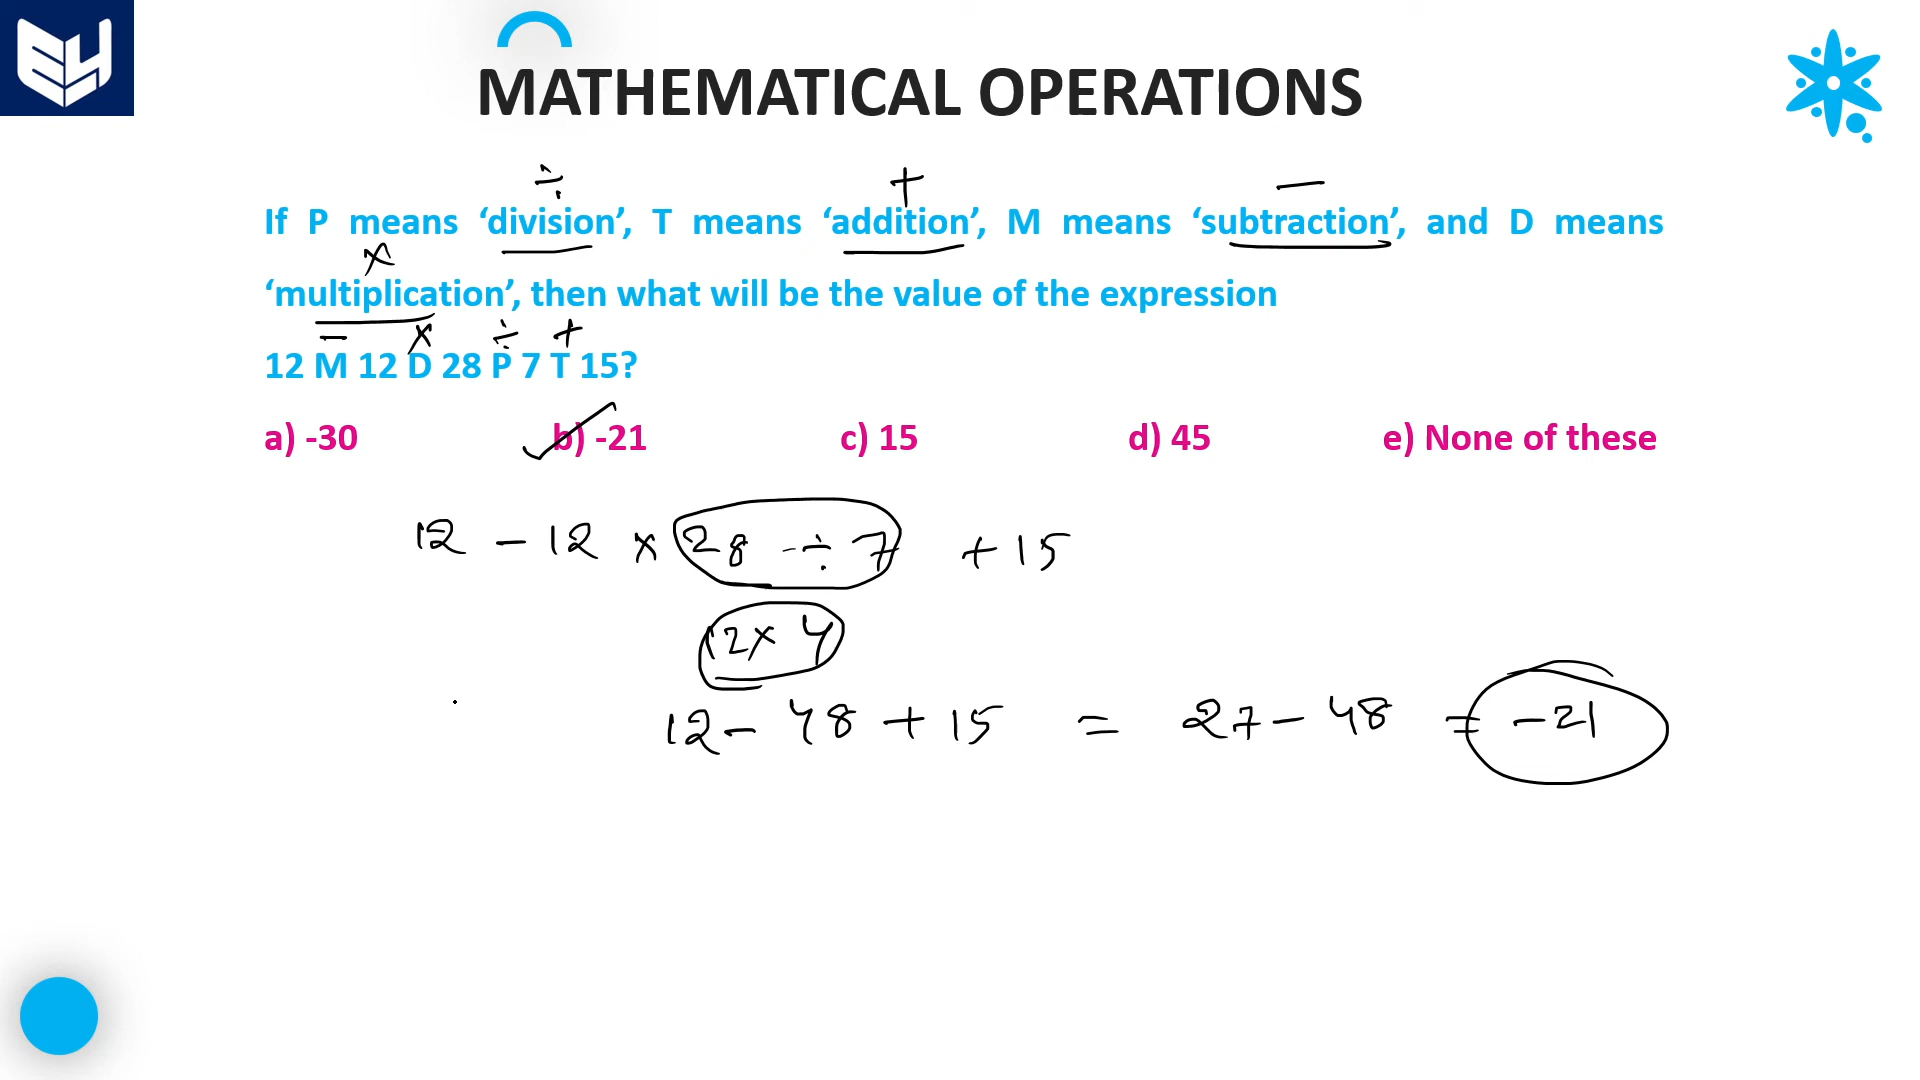 MATHEMATICAL OPERATIONS
÷ + −
If P means ‘division’, T means ‘addition’, M means ‘subtraction’, and D means
×
‘multiplication’, then what will be the value of the expression
− × ÷ +
12 M 12 D 28 P 7 T 15?
a) -30 b) -21 c) 15 d) 45 e) None of these
12 − 12 × 28 ÷ 7 + 15
12 × 4
12 − 48 + 15 = 27 − 48 = −21